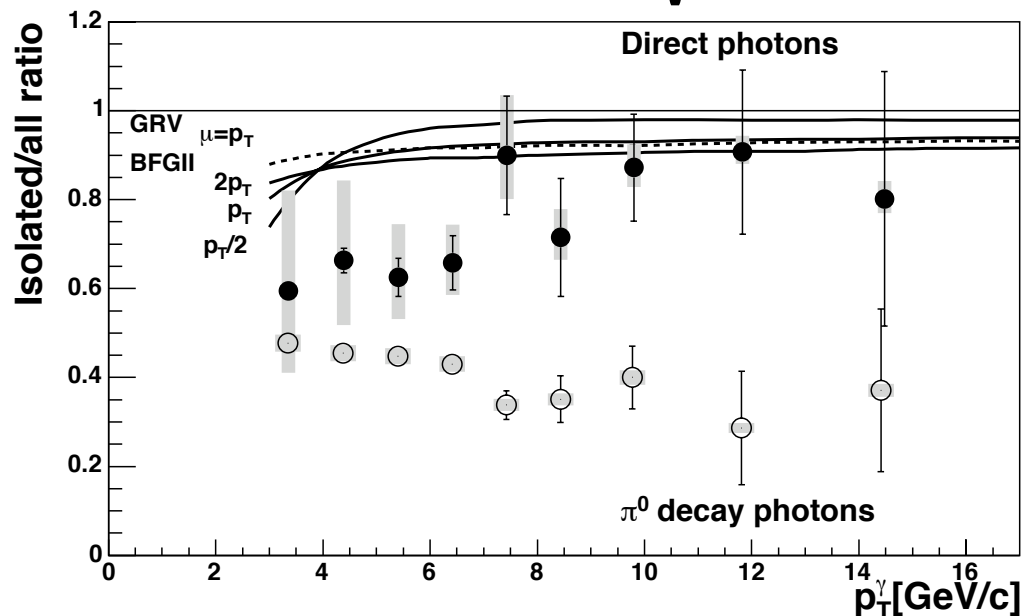 Isolated/all ratio
1.2
1
0.8
0.6
0.4
0.2
0
Direct photons
GRV
μ=pT
BFGII
2pT
pT
pT/2
π0 decay photons
0 2 4 6 8 10 12 14 16
pTγ[GeV/c]